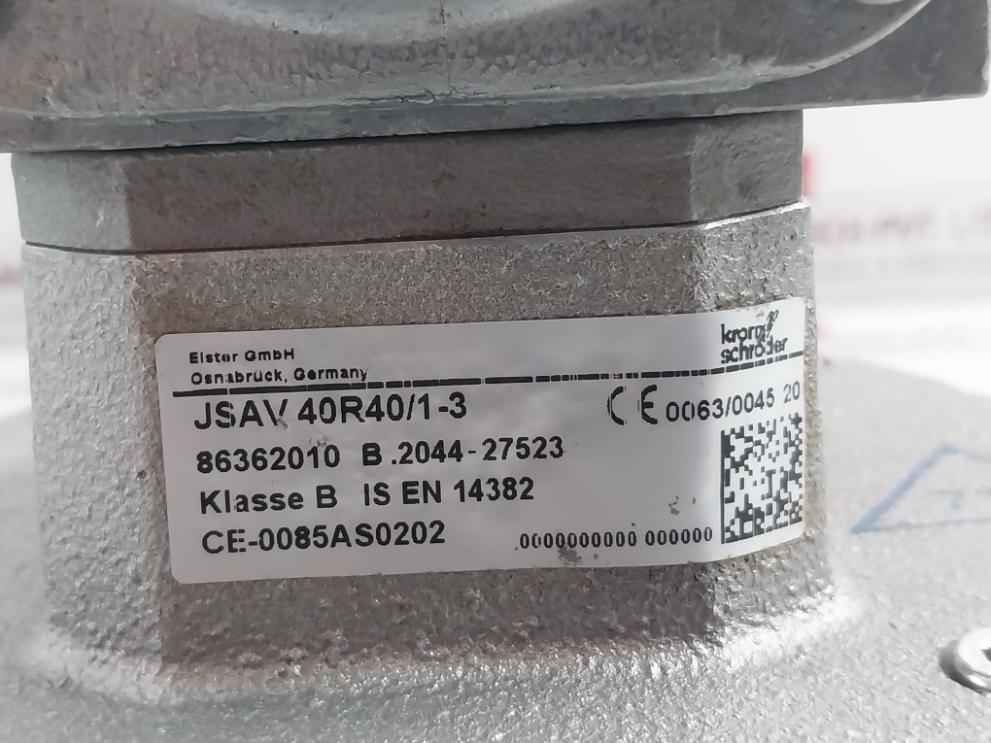 Elster GmbH
Osnabrück, Germany
krom
schröder
JSAV 40R40/1-3
CE 0063/0045 20
86362010 B .2044-27523
Klasse B IS EN 14382
CE-0085AS0202
.0000000000 000000